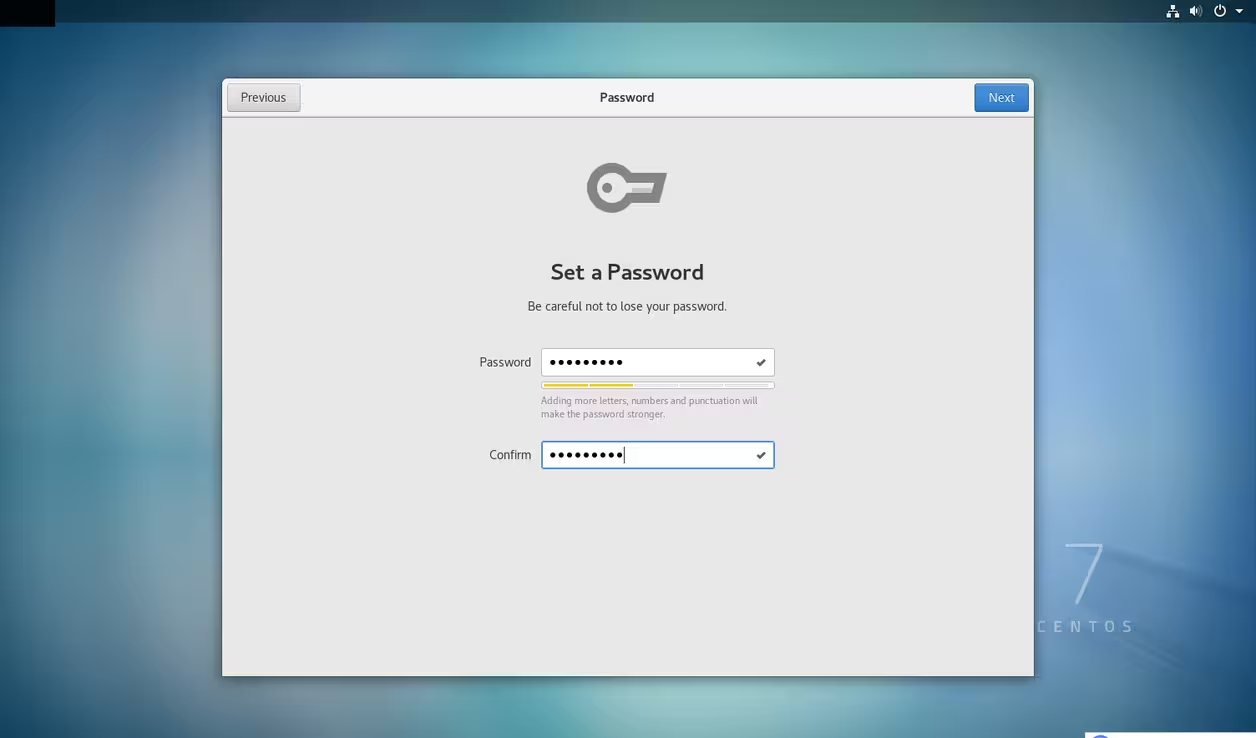 Previous
Password
Next
Set a Password
Be careful not to lose your password.
Password
●●●●●●●●●
Adding more letters, numbers and punctuation will
make the password stronger.
Confirm
●●●●●●●●●
7
CENTOS